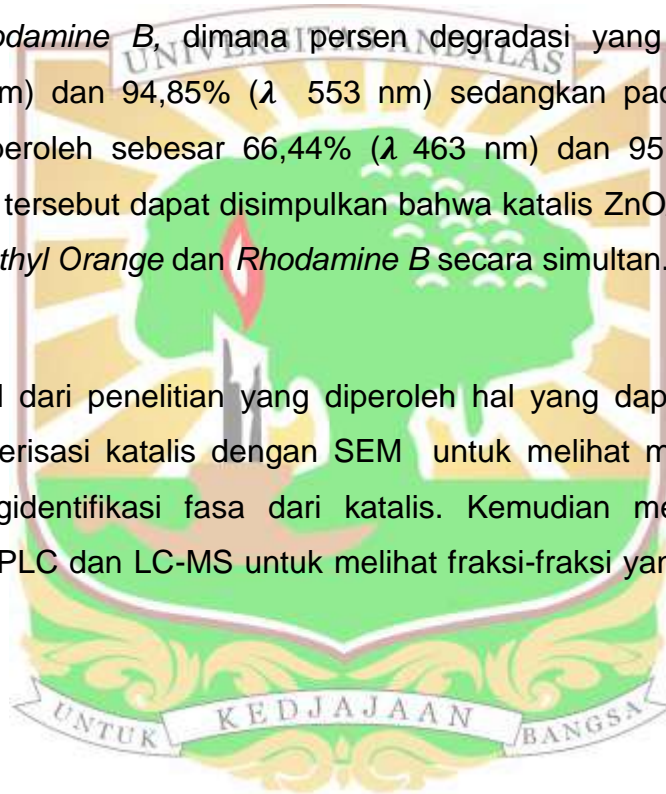 odamine B, dimana persen degradasi yang
UNIVERSITAS ANDALAS
m) dan 94,85% (λ 553 nm) sedangkan pad
peroleh sebesar 66,44% (λ 463 nm) dan 95
tersebut dapat disimpulkan bahwa katalis ZnO
thyl Orange dan Rhodamine B secara simultan.
l dari penelitian yang diperoleh hal yang dap
erisasi katalis dengan SEM untuk melihat m
gidentifikasi fasa dari katalis. Kemudian me
PLC dan LC-MS untuk melihat fraksi-fraksi yan
UNTUK KEDJAJAAN BANGSA